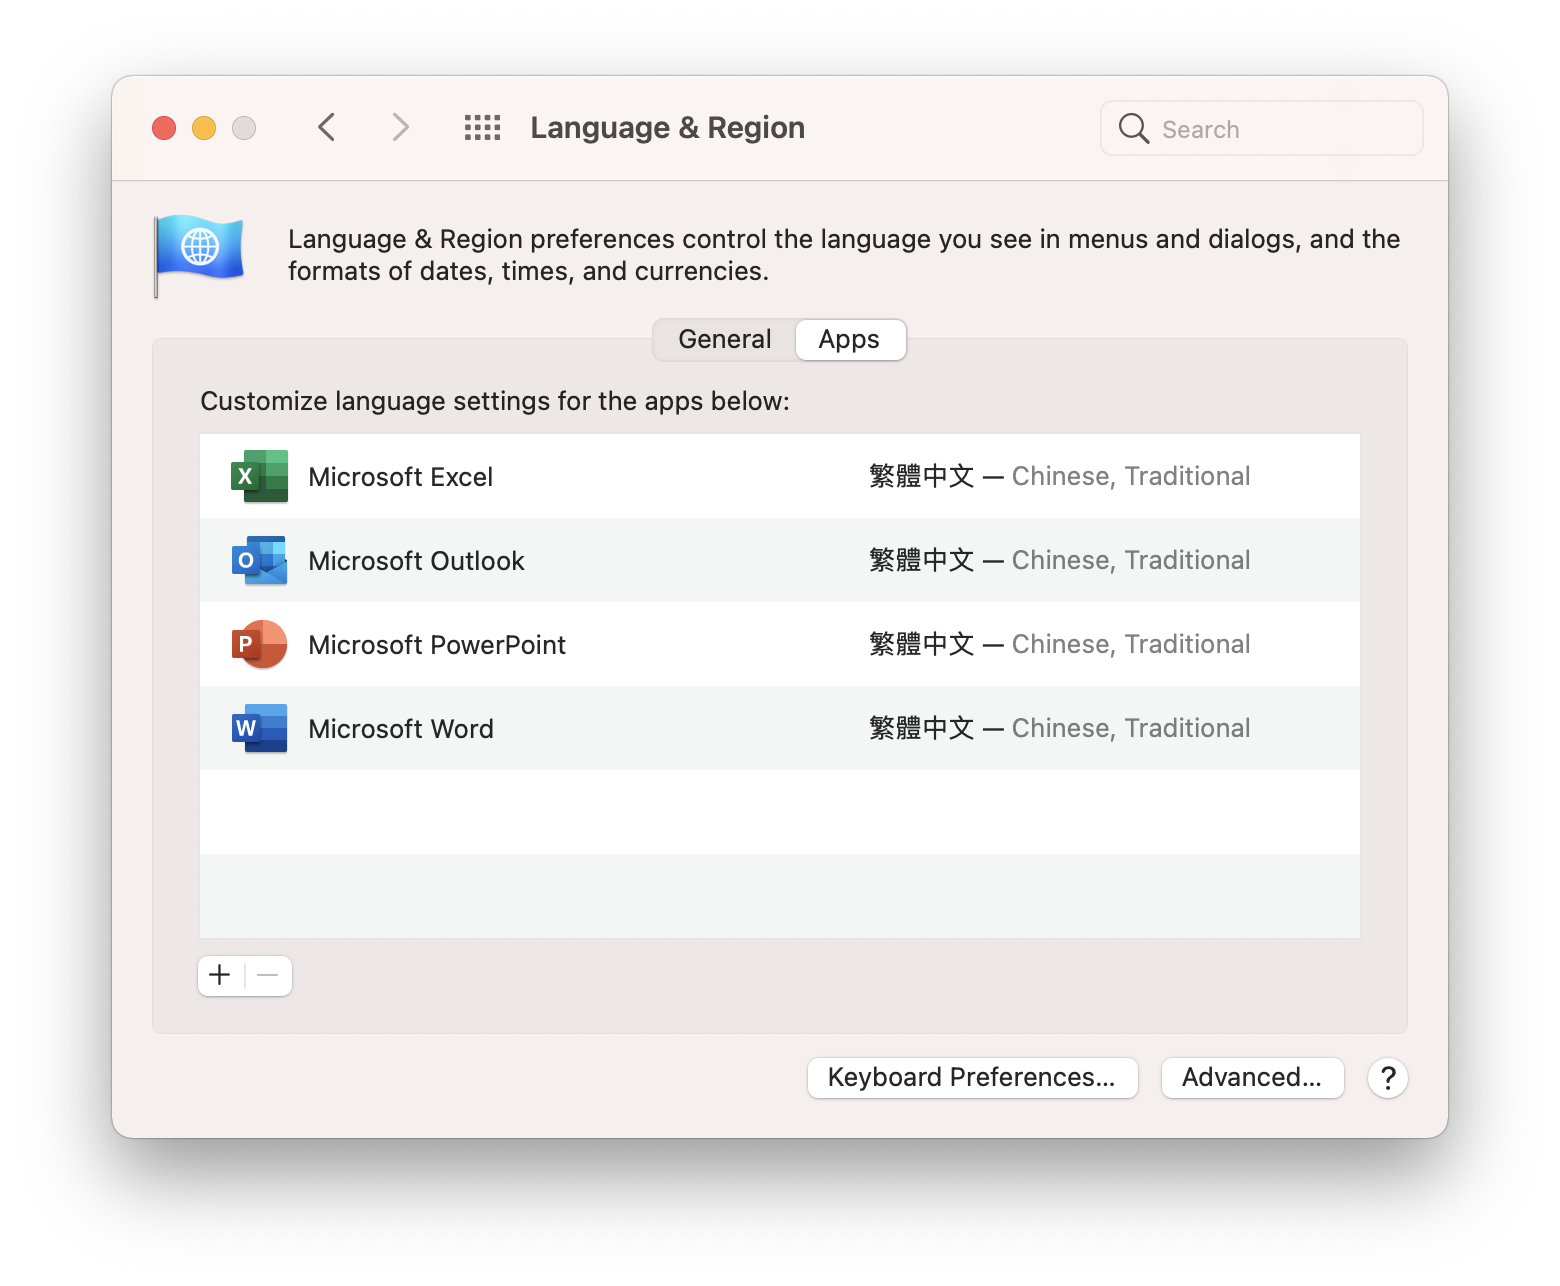 Language & Region
Search
Language & Region preferences control the language you see in menus and dialogs, and the
formats of dates, times, and currencies.
General
Apps
Customize language settings for the apps below:
X Microsoft Excel 繁體中文 — Chinese, Traditional
O Microsoft Outlook 繁體中文 — Chinese, Traditional
P Microsoft PowerPoint 繁體中文 — Chinese, Traditional
W Microsoft Word 繁體中文 — Chinese, Traditional
+ —
Keyboard Preferences... Advanced... ?